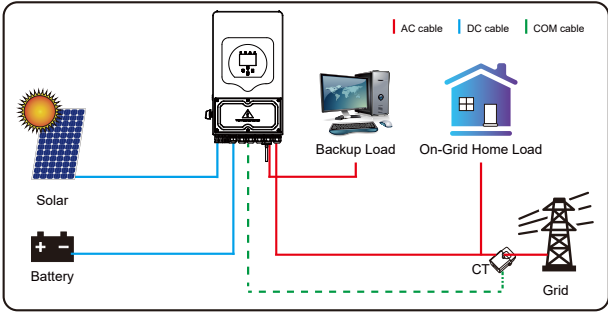 AC cable
DC cable
COM cable
Backup Load
On-Grid Home Load
Solar
Battery
CT
Grid